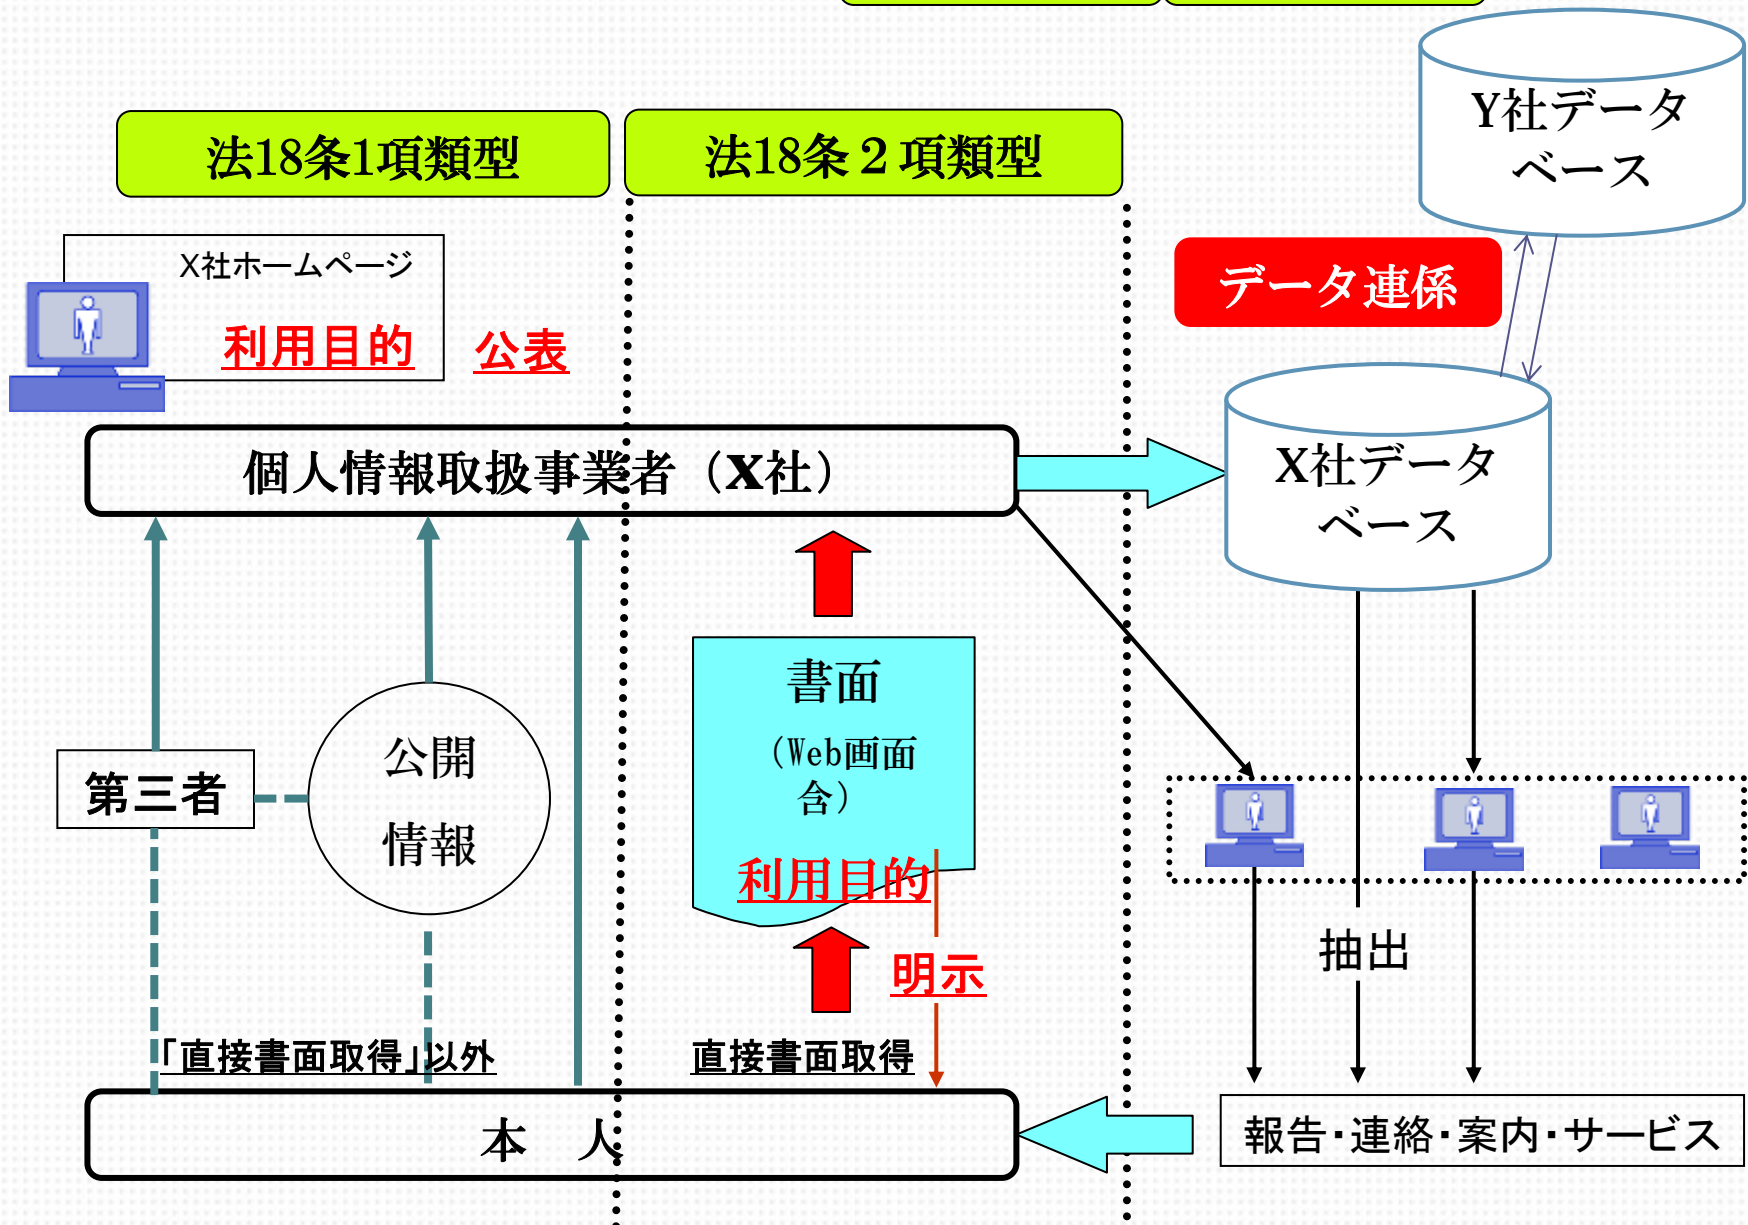 Y社データ
ベース
法18条1項類型
法18条２項類型
データ連係
X社ホームページ
利用目的
公表
個人情報取扱事業者（X社）
X社データ
ベース
書面
（Web画面
含）
利用目的
公開
情報
第三者
明示
抽出
「直接書面取得」以外
直接書面取得
本　人
報告・連絡・案内・サービス